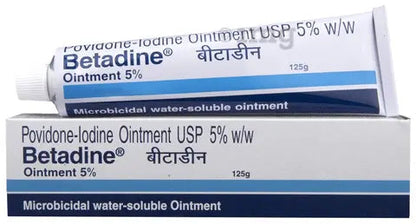 Povidone-Iodine Ointment USP 5% w/w
Betadine® बीटाडीन
Ointment 5%
125g
Microbicidal water-soluble ointment
Povidone-Iodine Ointment USP 5% w/w
Betadine® बीटाडीन
Ointment 5%
125g
Microbicidal water-soluble Ointment